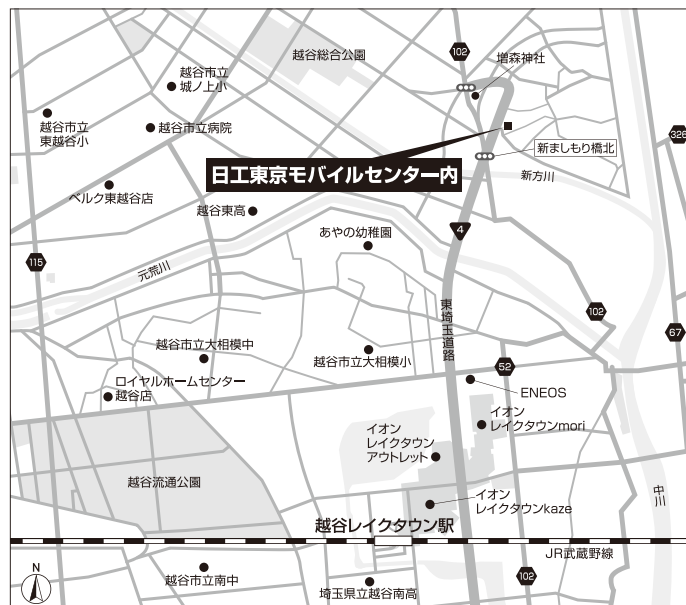 102
越谷総合公園
増森神社
越谷市立
城ノ上小
越谷市立
東越谷小
越谷市立病院
326
新ましもり橋北
日工東京モバイルセンター内
新方川
ベルク東越谷店
越谷東高
あやの幼稚園
4
115
元荒川
東埼玉道路
102
67
越谷市立大相模中
越谷市立大相模小
52
ロイヤルホームセンター
越谷店
ENEOS
イオン
レイクタウンmori
イオン
レイクタウン
アウトレット
越谷流通公園
中川
イオン
レイクタウンkaze
越谷レイクタウン駅
JR武蔵野線
N
越谷市立南中
埼玉県立越谷南高
102